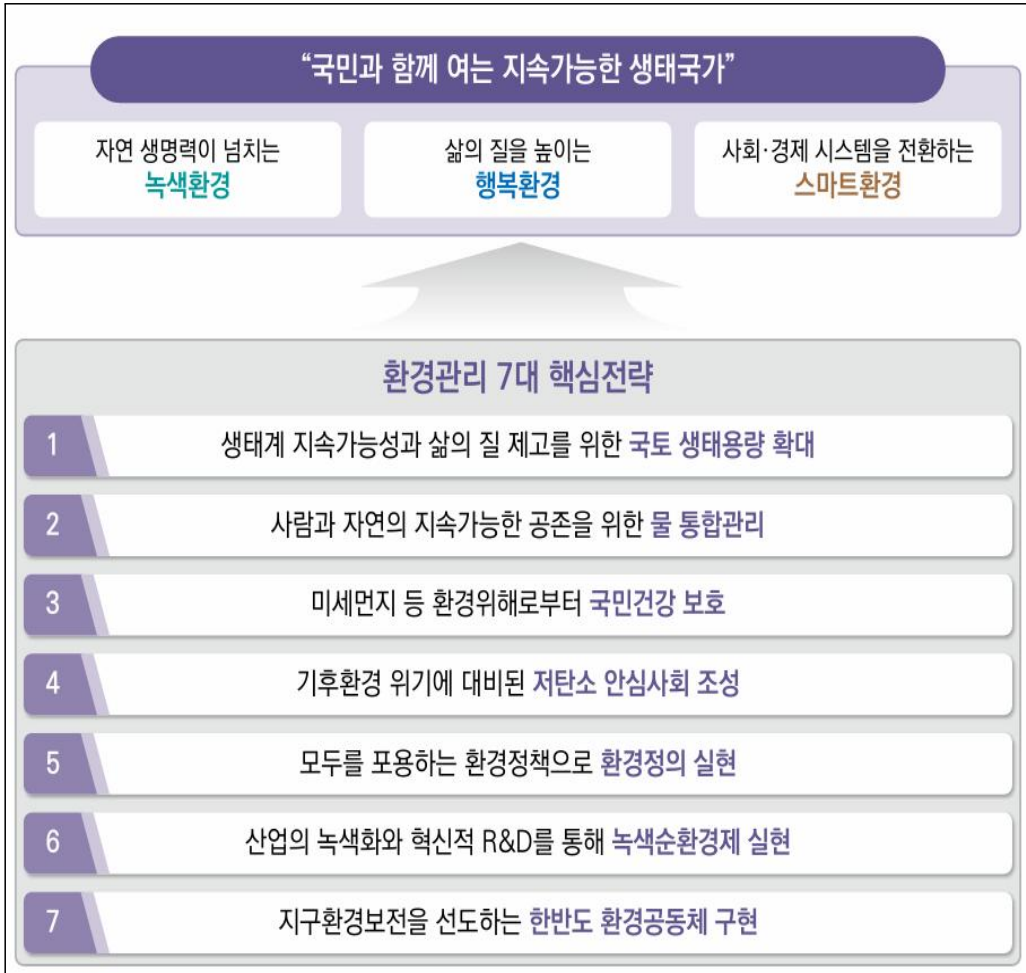 “국민과 함께 여는 지속가능한 생태국가”
자연 생명력이 넘치는
녹색환경
삶의 질을 높이는
행복환경
사회·경제 시스템을 전환하는
스마트환경
환경관리 7대 핵심전략
1 생태계 지속가능성과 삶의 질 제고를 위한 국토 생태용량 확대
2 사람과 자연의 지속가능한 공존을 위한 물 통합관리
3 미세먼지 등 환경위해로부터 국민건강 보호
4 기후환경 위기에 대비된 저탄소 안심사회 조성
5 모두를 포용하는 환경정책으로 환경정의 실현
6 산업의 녹색화와 혁신적 R&D를 통해 녹색순환경제 실현
7 지구환경보전을 선도하는 한반도 환경공동체 구현